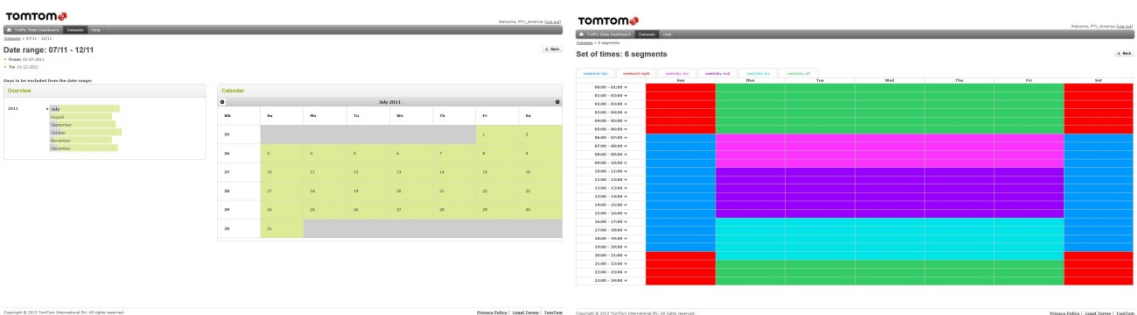 TOMTOM
Welcome, PTV_America (Log out)
Traffic Stats Dashboard Datasets Help
Datasets > 07/11 - 12/11
Date range: 07/11 - 12/11
Back
From: 01-07-2011
To: 31-12-2011
Days to be excluded from the date range:
Overview
2011
July
August
September
October
November
December
Calendar
July 2011
Wk Su Mo Tu We Th Fr Sa
25 1 2
26 3 4 5 6 7 8 9
27 10 11 12 13 14 15 16
28 17 18 19 20 21 22 23
29 24 25 26 27 28 29 30
30 31
Copyright © 2013 TomTom International BV. All rights reserved.
Privacy Policy | Legal Terms | TomTom
TOMTOM
Welcome, PTV_America (Log out)
Traffic Stats Dashboard Datasets Help
Datasets > 6 segments
Set of times: 6 segments
Back
weekend day weekend night weekday am weekday mid weekday pm weekday off
Sun Mon Tue Wed Thu Fri Sat
00:00 - 01:00
01:00 - 02:00
02:00 - 03:00
03:00 - 04:00
04:00 - 05:00
05:00 - 06:00
06:00 - 07:00
07:00 - 08:00
08:00 - 09:00
09:00 - 10:00
10:00 - 11:00
11:00 - 12:00
12:00 - 13:00
13:00 - 14:00
14:00 - 15:00
15:00 - 16:00
16:00 - 17:00
17:00 - 18:00
18:00 - 19:00
19:00 - 20:00
20:00 - 21:00
21:00 - 22:00
22:00 - 23:00
23:00 - 24:00
Copyright © 2013 TomTom International BV. All rights reserved.
Privacy Policy | Legal Terms | TomTom